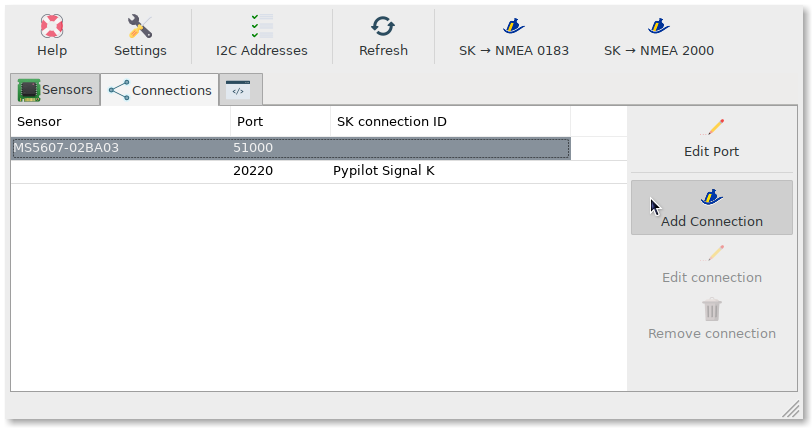 Help Settings I2C Addresses Refresh SK → NMEA 0183 SK → NMEA 2000
Sensors Connections </>
Sensor Port SK connection ID
MS5607-02BA03 51000
20220 Pypilot Signal K
Edit Port
Add Connection
Edit connection
Remove connection